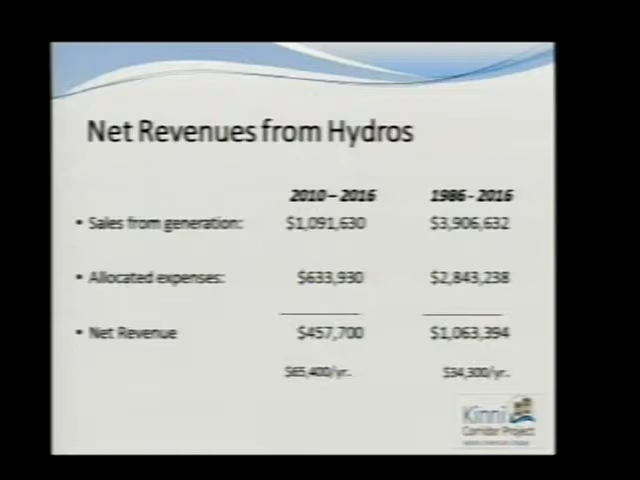 Net Revenues from Hydros
2010 – 2016 1986 - 2016
• Sales from generation: $1,091,630 $3,906,632
• Allocated expenses: $633,930 $2,843,238
• Net Revenue $457,700 $1,063,394
$65,400/yr. $34,300/yr.
Kinni
Corridor Project